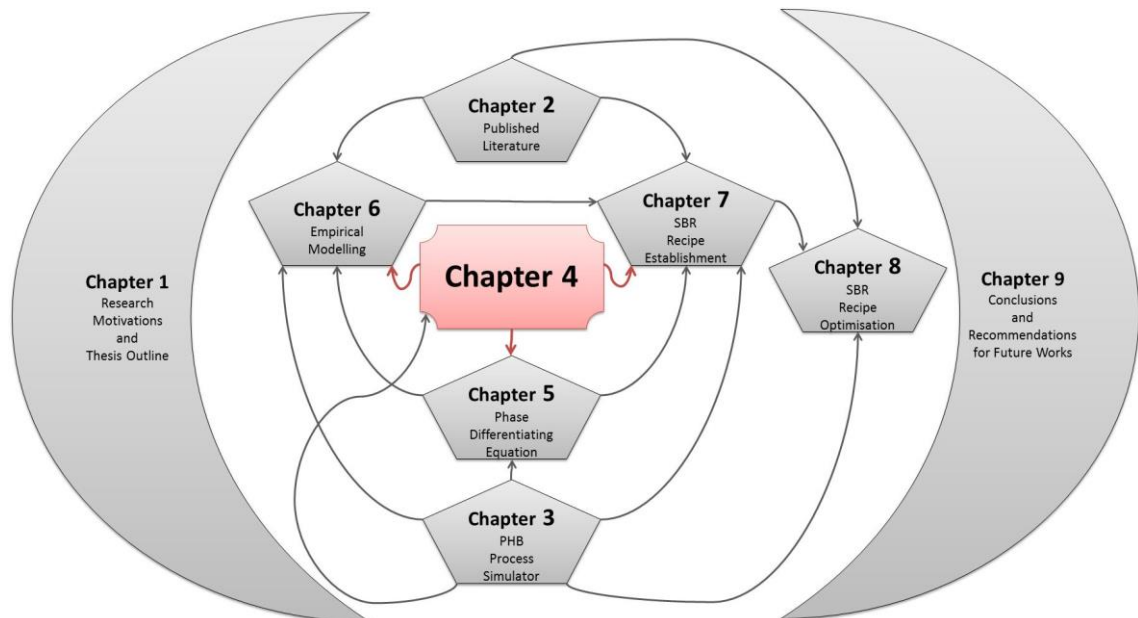 Chapter 2
Published
Literature
Chapter 6
Empirical
Modelling
Chapter 7
SBR
Recipe
Establishment
Chapter 1
Research
Motivations
and
Thesis Outline
Chapter 4
Chapter 8
SBR
Recipe
Optimisation
Chapter 9
Conclusions
and
Recommendations
for Future Works
Chapter 5
Phase
Differentiating
Equation
Chapter 3
PHB
Process
Simulator